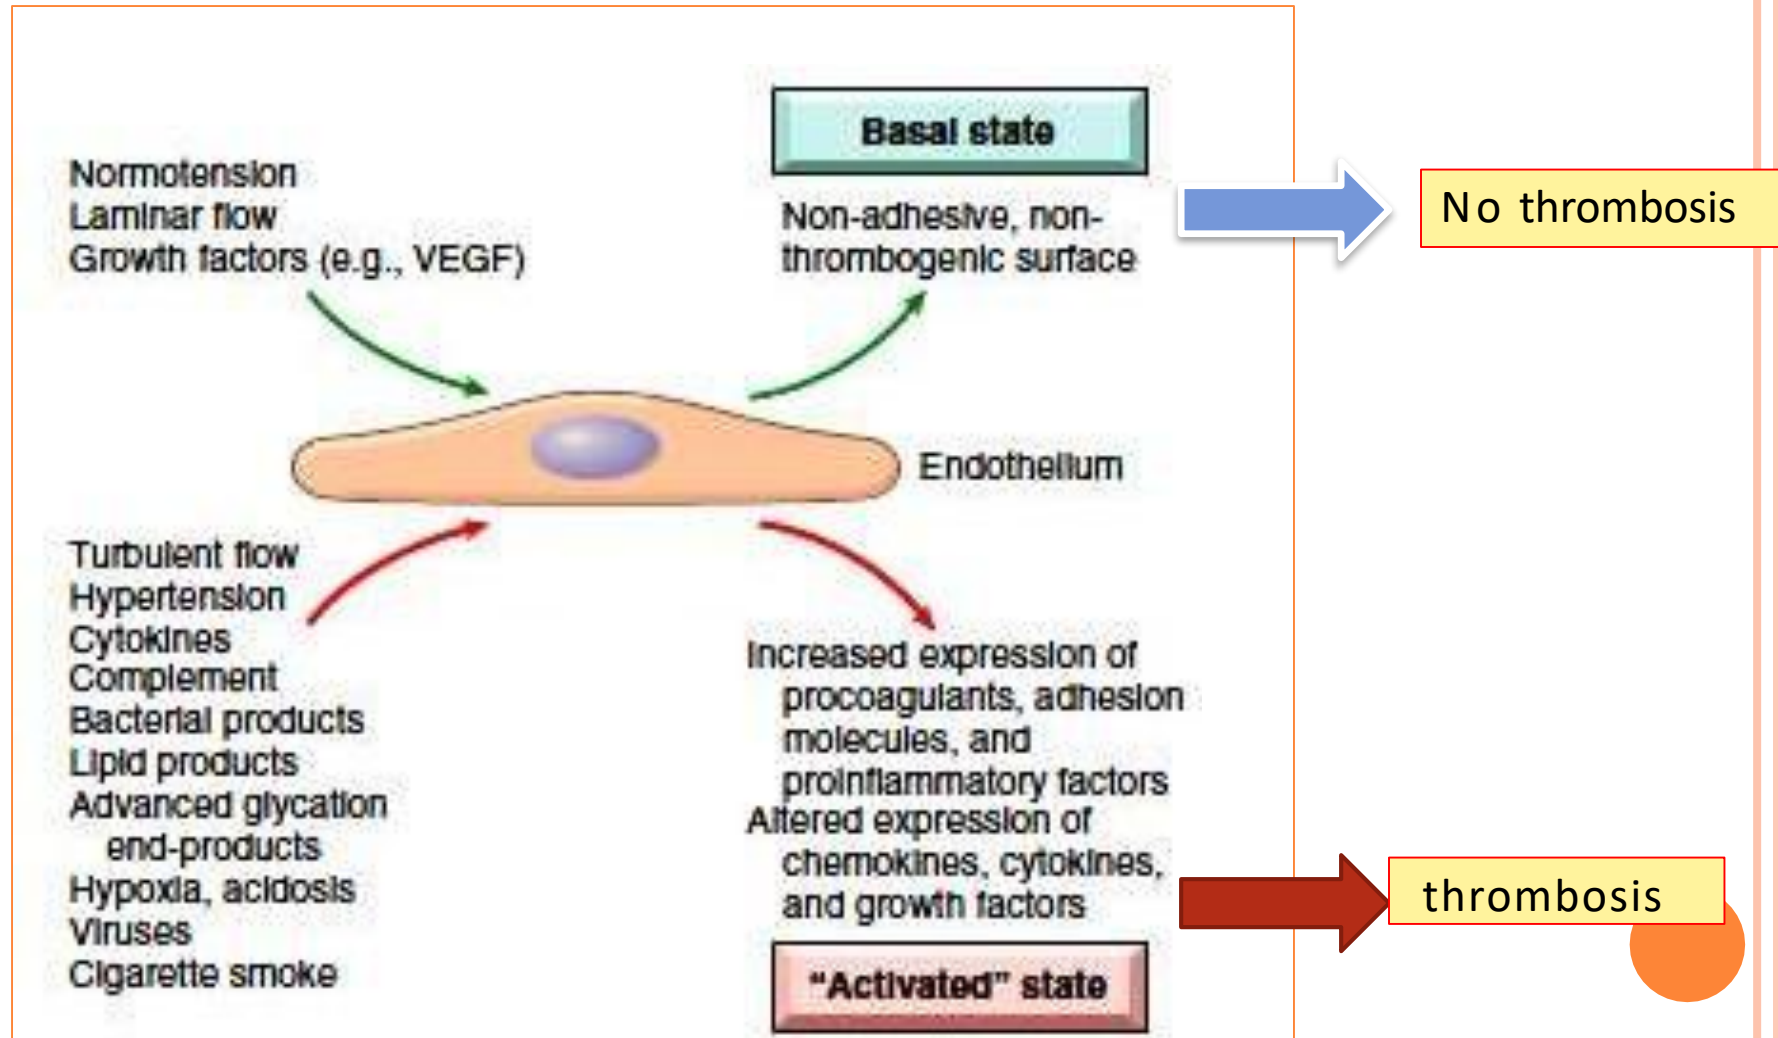 Basal state
Normotension
Laminar flow
Growth factors (e.g., VEGF)
Non-adhesive, non-
thrombogenic surface
No thrombosis
Endothelium
Turbulent flow
Hypertension
Cytokines
Complement
Bacterial products
Lipid products
Advanced glycation
end-products
Hypoxia, acidosis
Viruses
Cigarette smoke
Increased expression of
procoagulants, adhesion
molecules, and
proinflammatory factors
Altered expression of
chemokines, cytokines,
and growth factors
thrombosis
“Activated” state